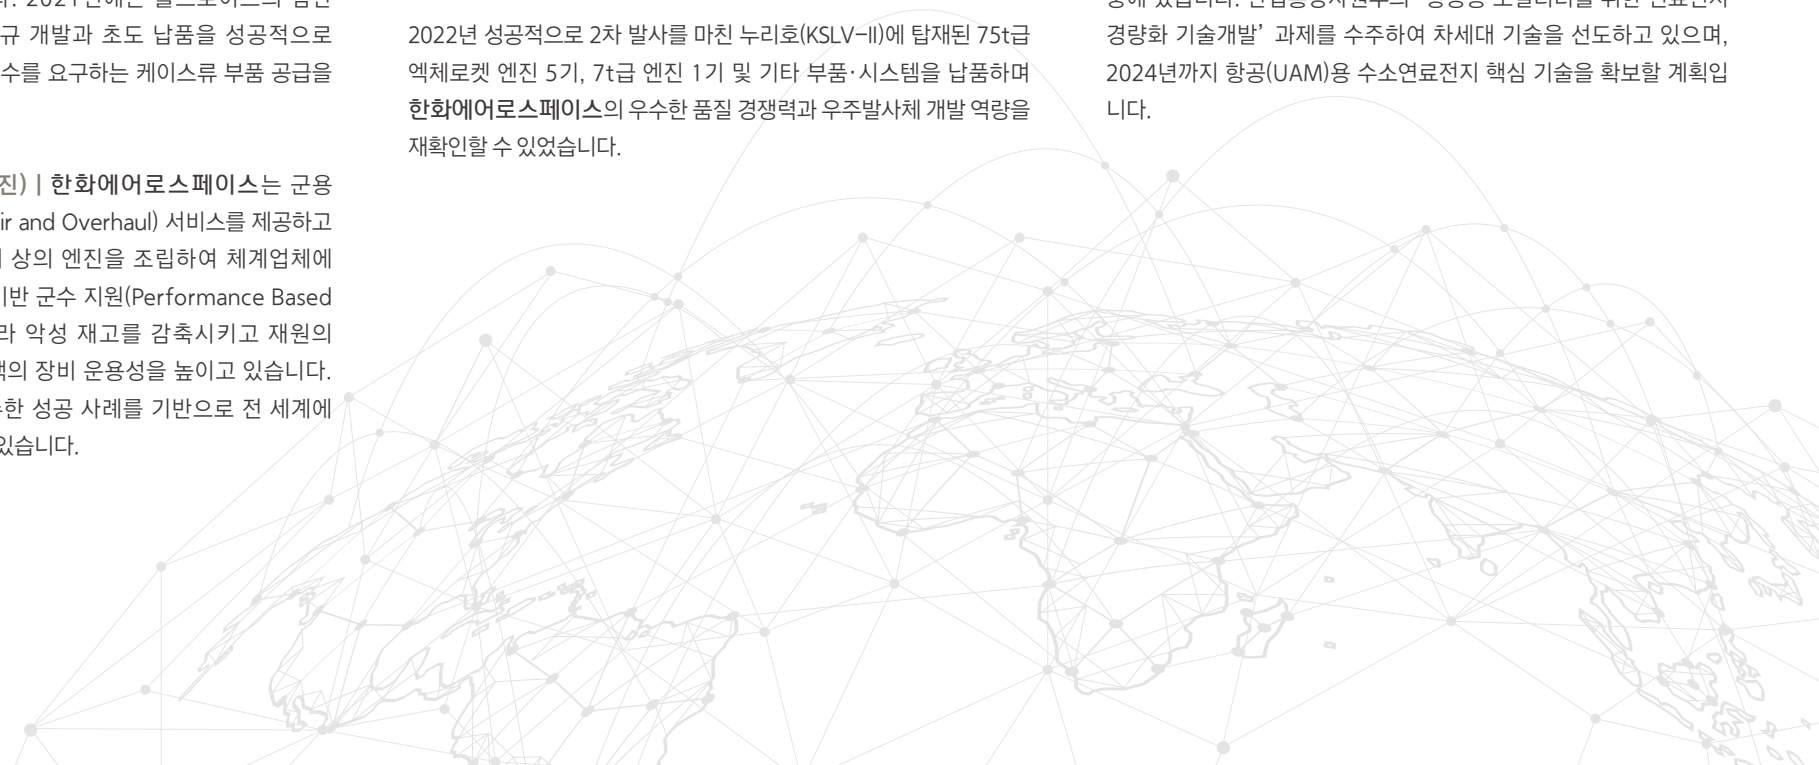 규 개발과 초도 납품을 성공적으로
수를 요구하는 케이스류 부품 공급을
진) | 한화에어로스페이스는 군용
ir and Overhaul) 서비스를 제공하고
상의 엔진을 조립하여 체계업체에
기반 군수 지원(Performance Based
라 악성 재고를 감축시키고 재원의
객의 장비 운용성을 높이고 있습니다.
한 성공 사례를 기반으로 전 세계에
있습니다.
2022년 성공적으로 2차 발사를 마친 누리호(KSLV-II)에 탑재된 75t급
엑체로켓 엔진 5기, 7t급 엔진 1기 및 기타 부품·시스템을 납품하며
한화에어로스페이스의 우수한 품질 경쟁력과 우주발사체 개발 역량을
재확인할 수 있었습니다.
경량화 기술개발’ 과제를 수주하여 차세대 기술을 선도하고 있으며,
2024년까지 항공(UAM)용 수소연료전지 핵심 기술을 확보할 계획입
니다.